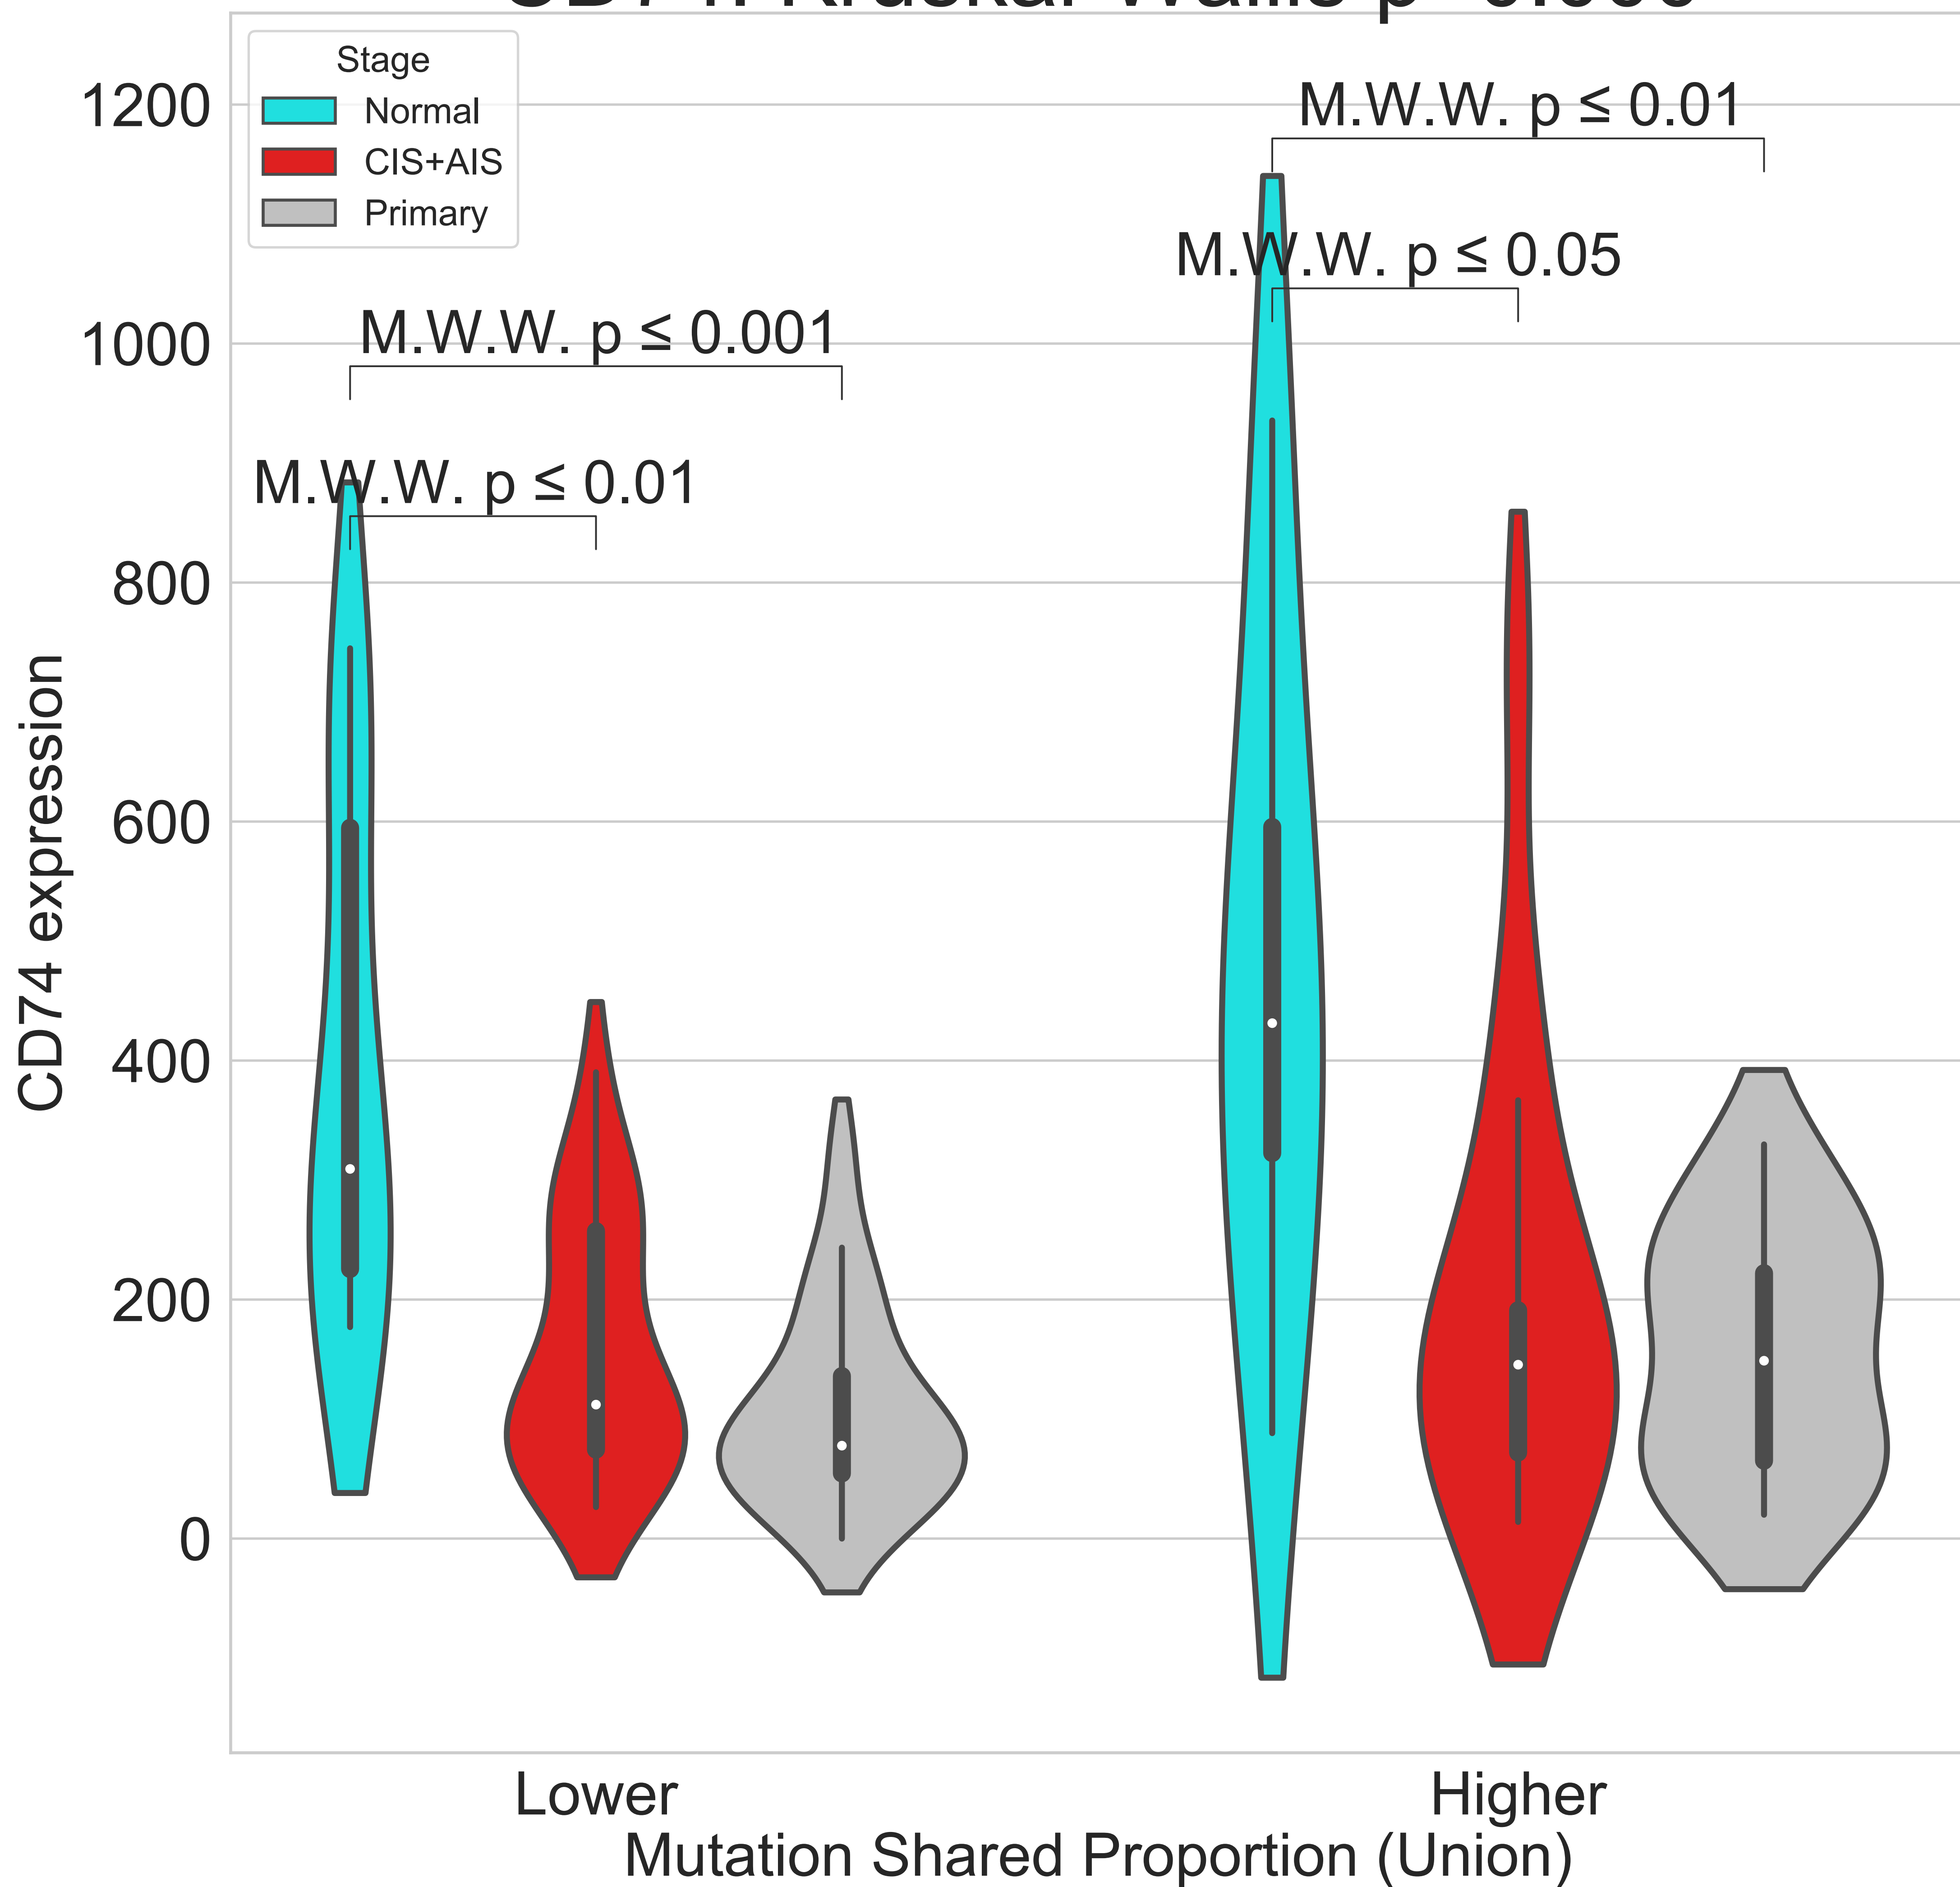 Stage
Normal
CIS+AIS
Primary
M.W.W. p ≤ 0.01
M.W.W. p ≤ 0.05
M.W.W. p ≤ 0.001
M.W.W. p ≤ 0.01
1200
1000
800
600
400
200
0
CD74 expression
Lower
Higher
Mutation Shared Proportion (Union)